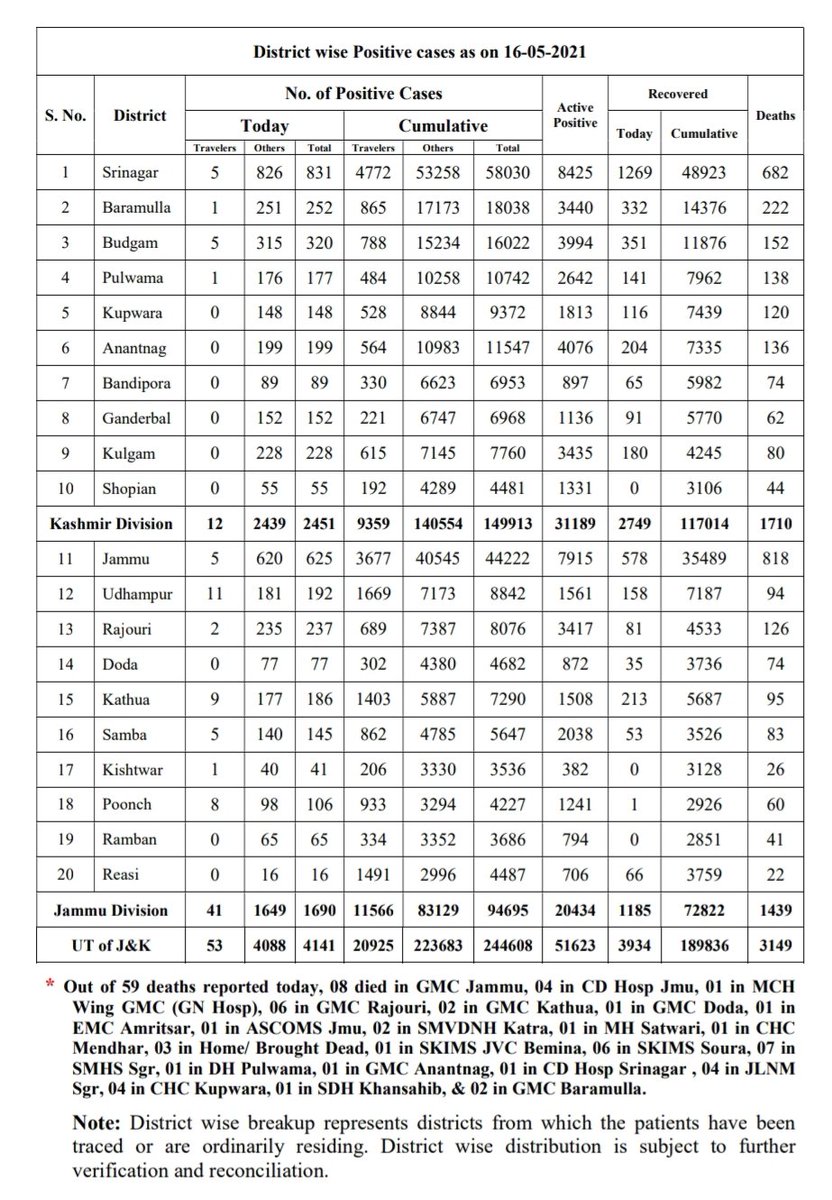 District wise Positive cases as on 16-05-2021
S. No. District No. of Positive Cases Active Positive Recovered Deaths
Today Cumulative Today Cumulative
Travelers Others Total Travelers Others Total
1 Srinagar 5 826 831 4772 53258 58030 8425 1269 48923 682
2 Baramulla 1 251 252 865 17173 18038 3440 332 14376 222
3 Budgam 5 315 320 788 15234 16022 3994 351 11876 152
4 Pulwama 1 176 177 484 10258 10742 2642 141 7962 138
5 Kupwara 0 148 148 528 8844 9372 1813 116 7439 120
6 Anantnag 0 199 199 564 10983 11547 4076 204 7335 136
7 Bandipora 0 89 89 330 6623 6953 897 65 5982 74
8 Ganderbal 0 152 152 221 6747 6968 1136 91 5770 62
9 Kulgam 0 228 228 615 7145 7760 3435 180 4245 80
10 Shopian 0 55 55 192 4289 4481 1331 0 3106 44
Kashmir Division 12 2439 2451 9359 140554 149913 31189 2749 117014 1710
11 Jammu 5 620 625 3677 40545 44222 7915 578 35489 818
12 Udhampur 11 181 192 1669 7173 8842 1561 158 7187 94
13 Rajouri 2 235 237 689 7387 8076 3417 81 4533 126
14 Doda 0 77 77 302 4380 4682 872 35 3736 74
15 Kathua 9 177 186 1403 5887 7290 1508 213 5687 95
16 Samba 5 140 145 862 4785 5647 2038 53 3526 83
17 Kishtwar 1 40 41 206 3330 3536 382 0 3128 26
18 Poonch 8 98 106 933 3294 4227 1241 1 2926 60
19 Ramban 0 65 65 334 3352 3686 794 0 2851 41
20 Reasi 0 16 16 1491 2996 4487 706 66 3759 22
Jammu Division 41 1649 1690 11566 83129 94695 20434 1185 72822 1439
UT of J&K 53 4088 4141 20925 223683 244608 51623 3934 189836 3149
* Out of 59 deaths reported today, 08 died in GMC Jammu, 04 in CD Hosp Jmu, 01 in MCH
Wing GMC (GN Hosp), 06 in GMC Rajouri, 02 in GMC Kathua, 01 in GMC Doda, 01 in
EMC Amritsar, 01 in ASCOMS Jmu, 02 in SMVDNH Katra, 01 in MH Satwari, 01 in CHC
Mendhar, 03 in Home/ Brought Dead, 01 in SKIMS JVC Bemina, 06 in SKIMS Soura, 07 in
SMHS Sgr, 01 in DH Pulwama, 01 in GMC Anantnag, 01 in CD Hosp Srinagar , 04 in JLNM
Sgr, 04 in CHC Kupwara, 01 in SDH Khansahib, & 02 in GMC Baramulla.
Note: District wise breakup represents districts from which the patients have been
traced or are ordinarily residing. District wise distribution is subject to further
verification and reconciliation.